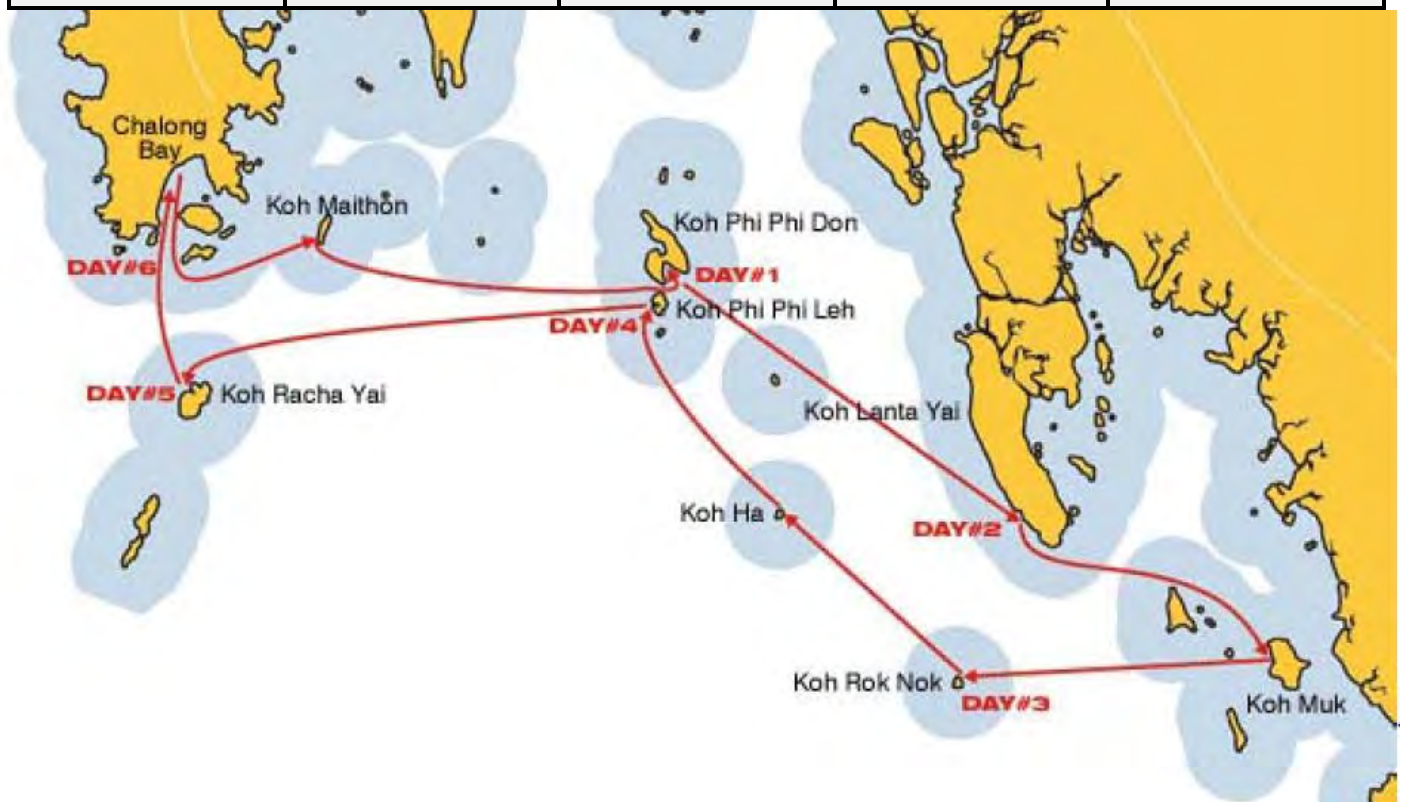 Chalong
Bay
Koh Maithon
Koh Phi Phi Don
DAY#6
DAY#1
Koh Phi Phi Leh
DAY#4
DAY#5
Koh Racha Yai
Koh Lanta Yai
Koh Ha
DAY#2
Koh Rok Nok
DAY#3
Koh Muk